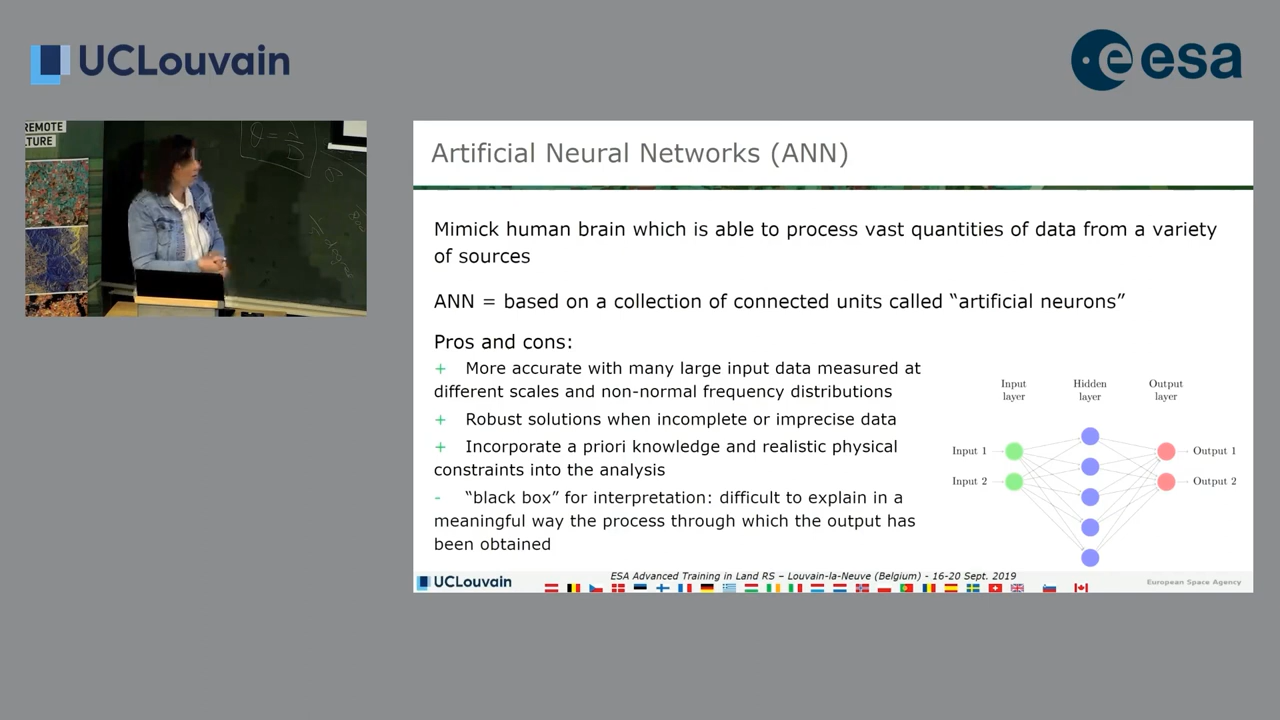 UCLouvain
esa
REMOTE
TURE
Artificial Neural Networks (ANN)
Mimick human brain which is able to process vast quantities of data from a variety
of sources
ANN = based on a collection of connected units called “artificial neurons”
Pros and cons:
+ More accurate with many large input data measured at
different scales and non-normal frequency distributions
+ Robust solutions when incomplete or imprecise data
+ Incorporate a priori knowledge and realistic physical
constraints into the analysis
- “black box” for interpretation: difficult to explain in a
meaningful way the process through which the output has
been obtained
Input
layer
Hidden
layer
Output
layer
Input 1
Output 1
Input 2
Output 2
UCLouvain
ESA Advanced Training in Land RS – Louvain-la-Neuve (Belgium) - 16-20 Sept. 2019
European Space Agency